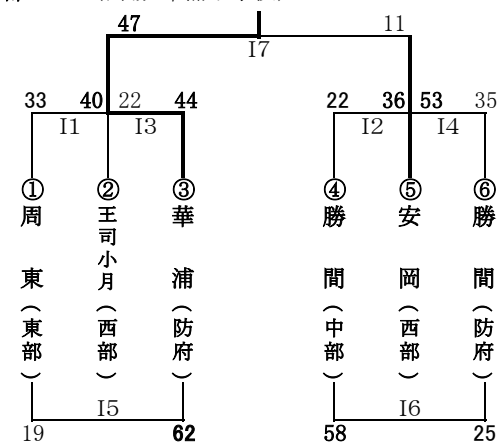 47 11
I7
33 40 22 44 22 36 53 35
I1 I3 I2 I4
① ② ③ ④ ⑤ ⑥
周東（東部）
王司小月（西部）
華浦（防府）
勝間（中部）
安岡（西部）
勝間（防府）
I5 I6
19 62 58 25